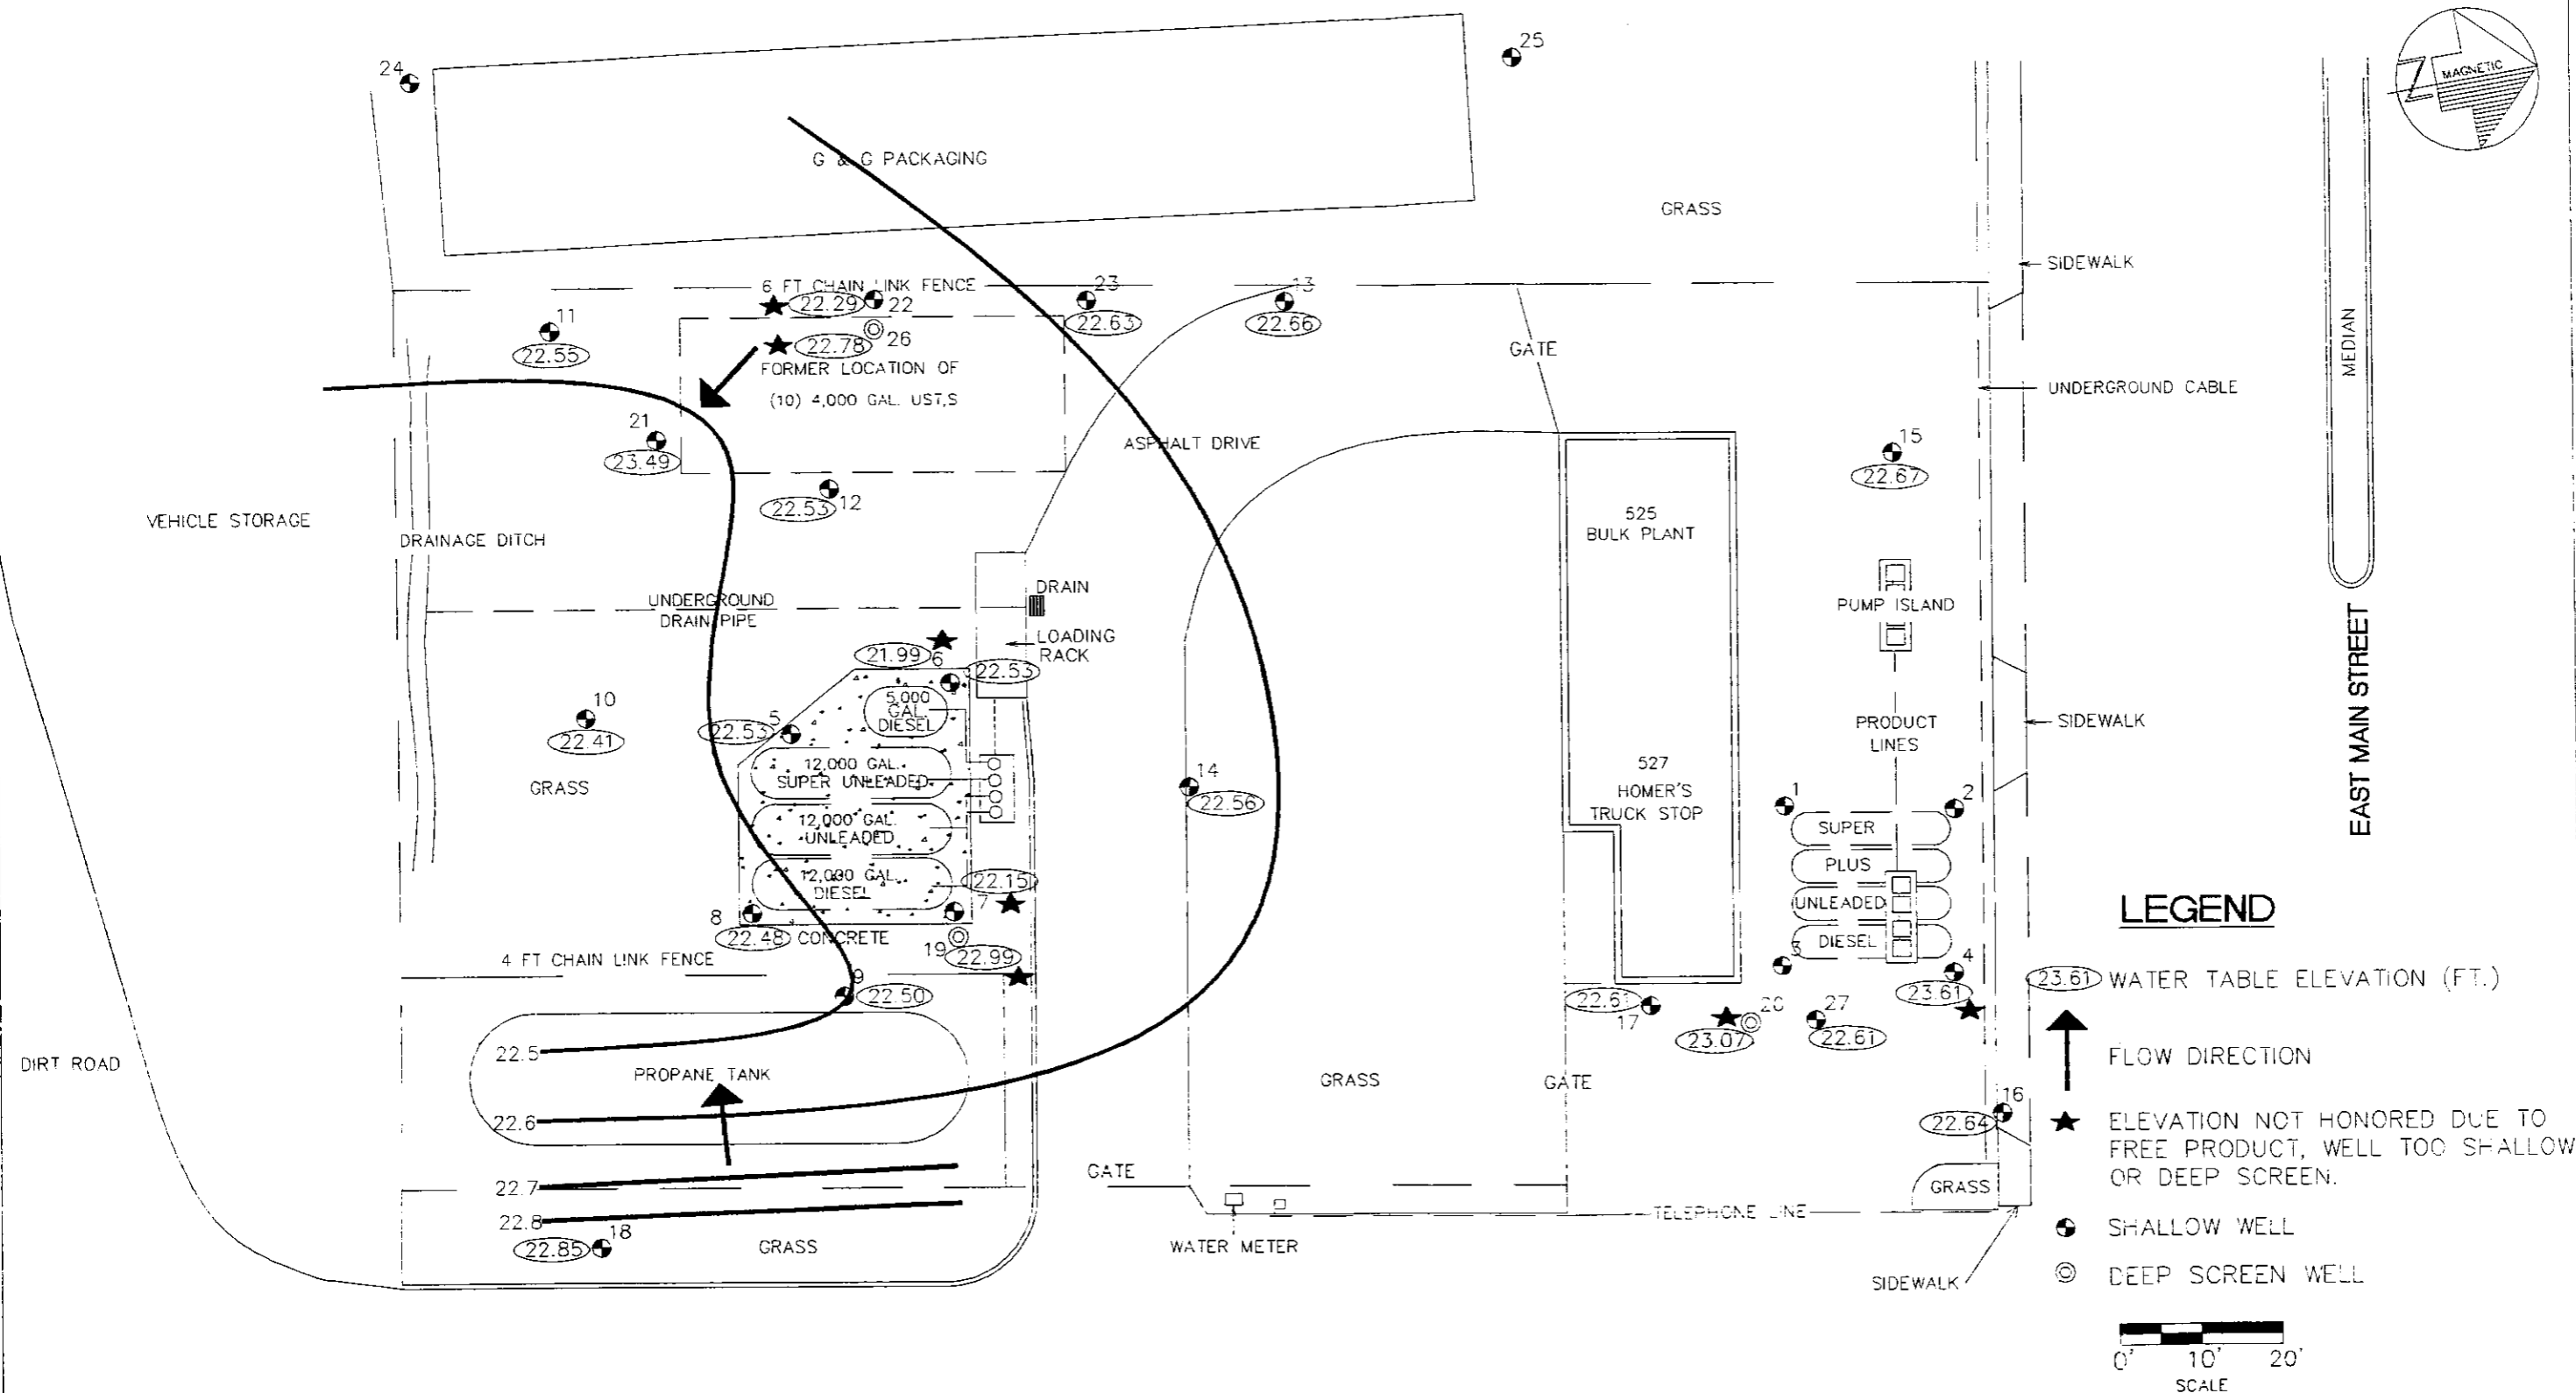 24
25
MAGNETIC
G & G PACKAGING
GRASS
SIDEWALK
6 FT CHAIN LINK FENCE
22.29
22
23
22.63
13
22.66
11
22.55
22.78
26
FORMER LOCATION OF
(10) 4,000 GAL. UST,S
GATE
MEDIAN
UNDERGROUND CABLE
21
23.49
ASPHALT DRIVE
15
22.67
22.53
12
VEHICLE STORAGE
DRAINAGE DITCH
525
BULK PLANT
UNDERGROUND
DRAIN PIPE
DRAIN
PUMP ISLAND
LOADING
RACK
21.99
6
22.53
5,000
GAL.
DIESEL
10
22.41
5
22.53
PRODUCT
LINES
SIDEWALK
EAST MAIN STREET
12,000 GAL.
SUPER UNLEADED
GRASS
14
22.56
527
HOMER'S
TRUCK STOP
1
2
12,000 GAL.
UNLEADED
SUPER
PLUS
UNLEADED
DIESEL
12,000 GAL.
DIESEL
22.15
7
8
22.48
CONCRETE
19
22.99
4 FT CHAIN LINK FENCE
9
22.50
3
4
23.61
22.61
17
20
23.07
27
22.61
LEGEND
23.61 WATER TABLE ELEVATION (FT.)
FLOW DIRECTION
ELEVATION NOT HONORED DUE TO
FREE PRODUCT, WELL TOO SHALLOW
OR DEEP SCREEN.
SHALLOW WELL
DEEP SCREEN WELL
0' 10' 20'
SCALE
22.5
DIRT ROAD
PROPANE TANK
GRASS
GATE
22.6
16
22.64
22.7
GATE
GRASS
22.8
18
22.85
GRASS
WATER METER
TELEPHONE LINE
SIDEWALK